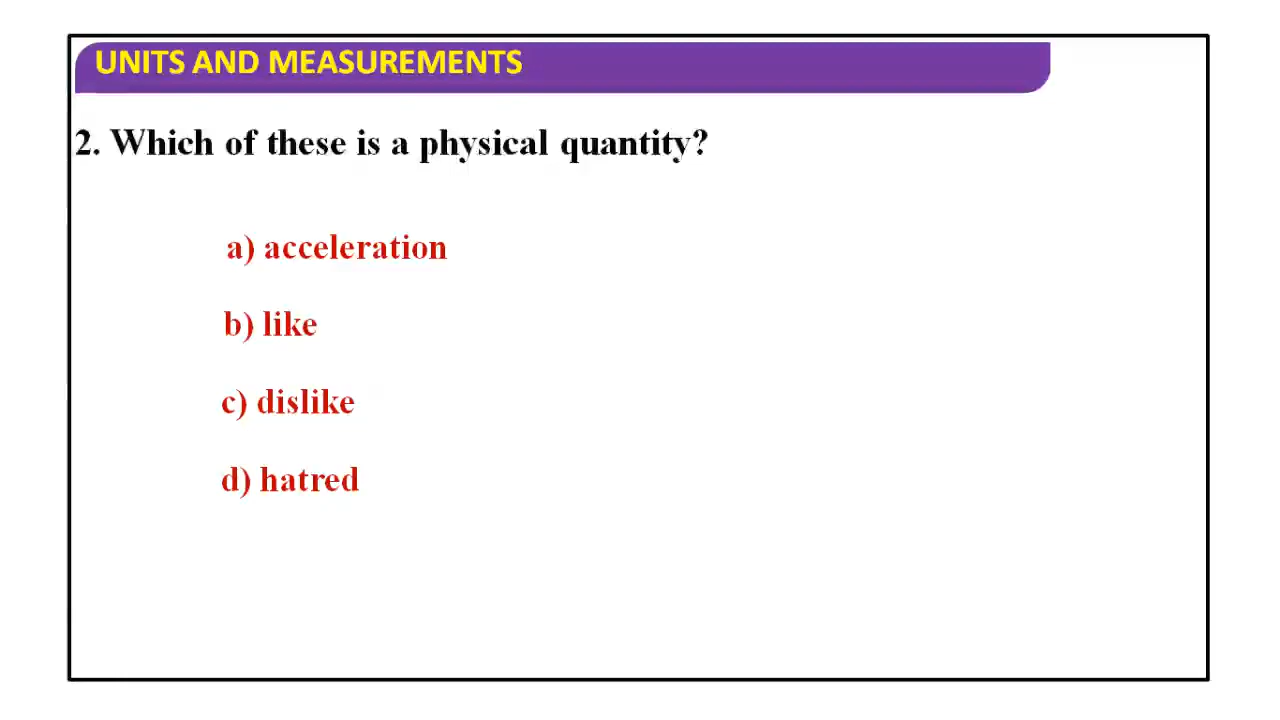 UNITS AND MEASUREMENTS
2. Which of these is a physical quantity?
a) acceleration
b) like
c) dislike
d) hatred